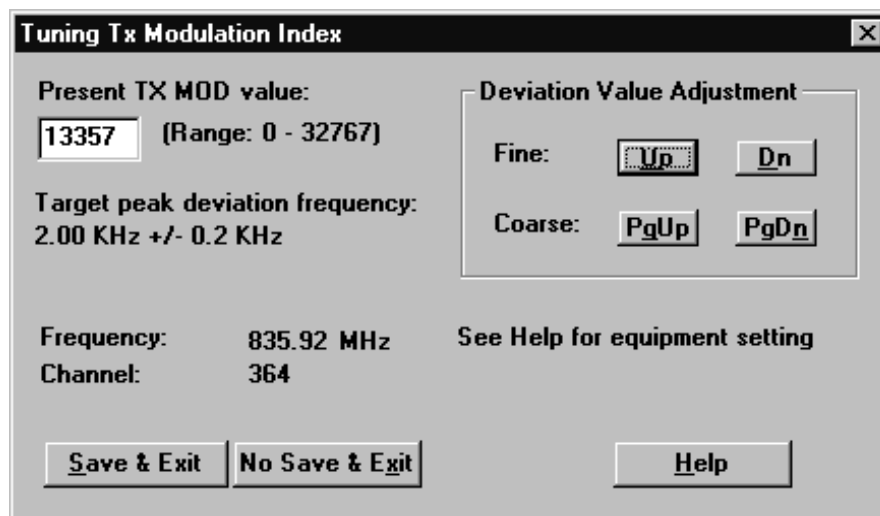 Tuning Tx Modulation Index
Present TX MOD value:
13357 (Range: 0 - 32767)
Target peak deviation frequency:
2.00 KHz +/- 0.2 KHz
Deviation Value Adjustment
Fine: Up Dn
Coarse: PgUp PgDn
Frequency: 835.92 MHz
Channel: 364
See Help for equipment setting
Save & Exit No Save & Exit Help